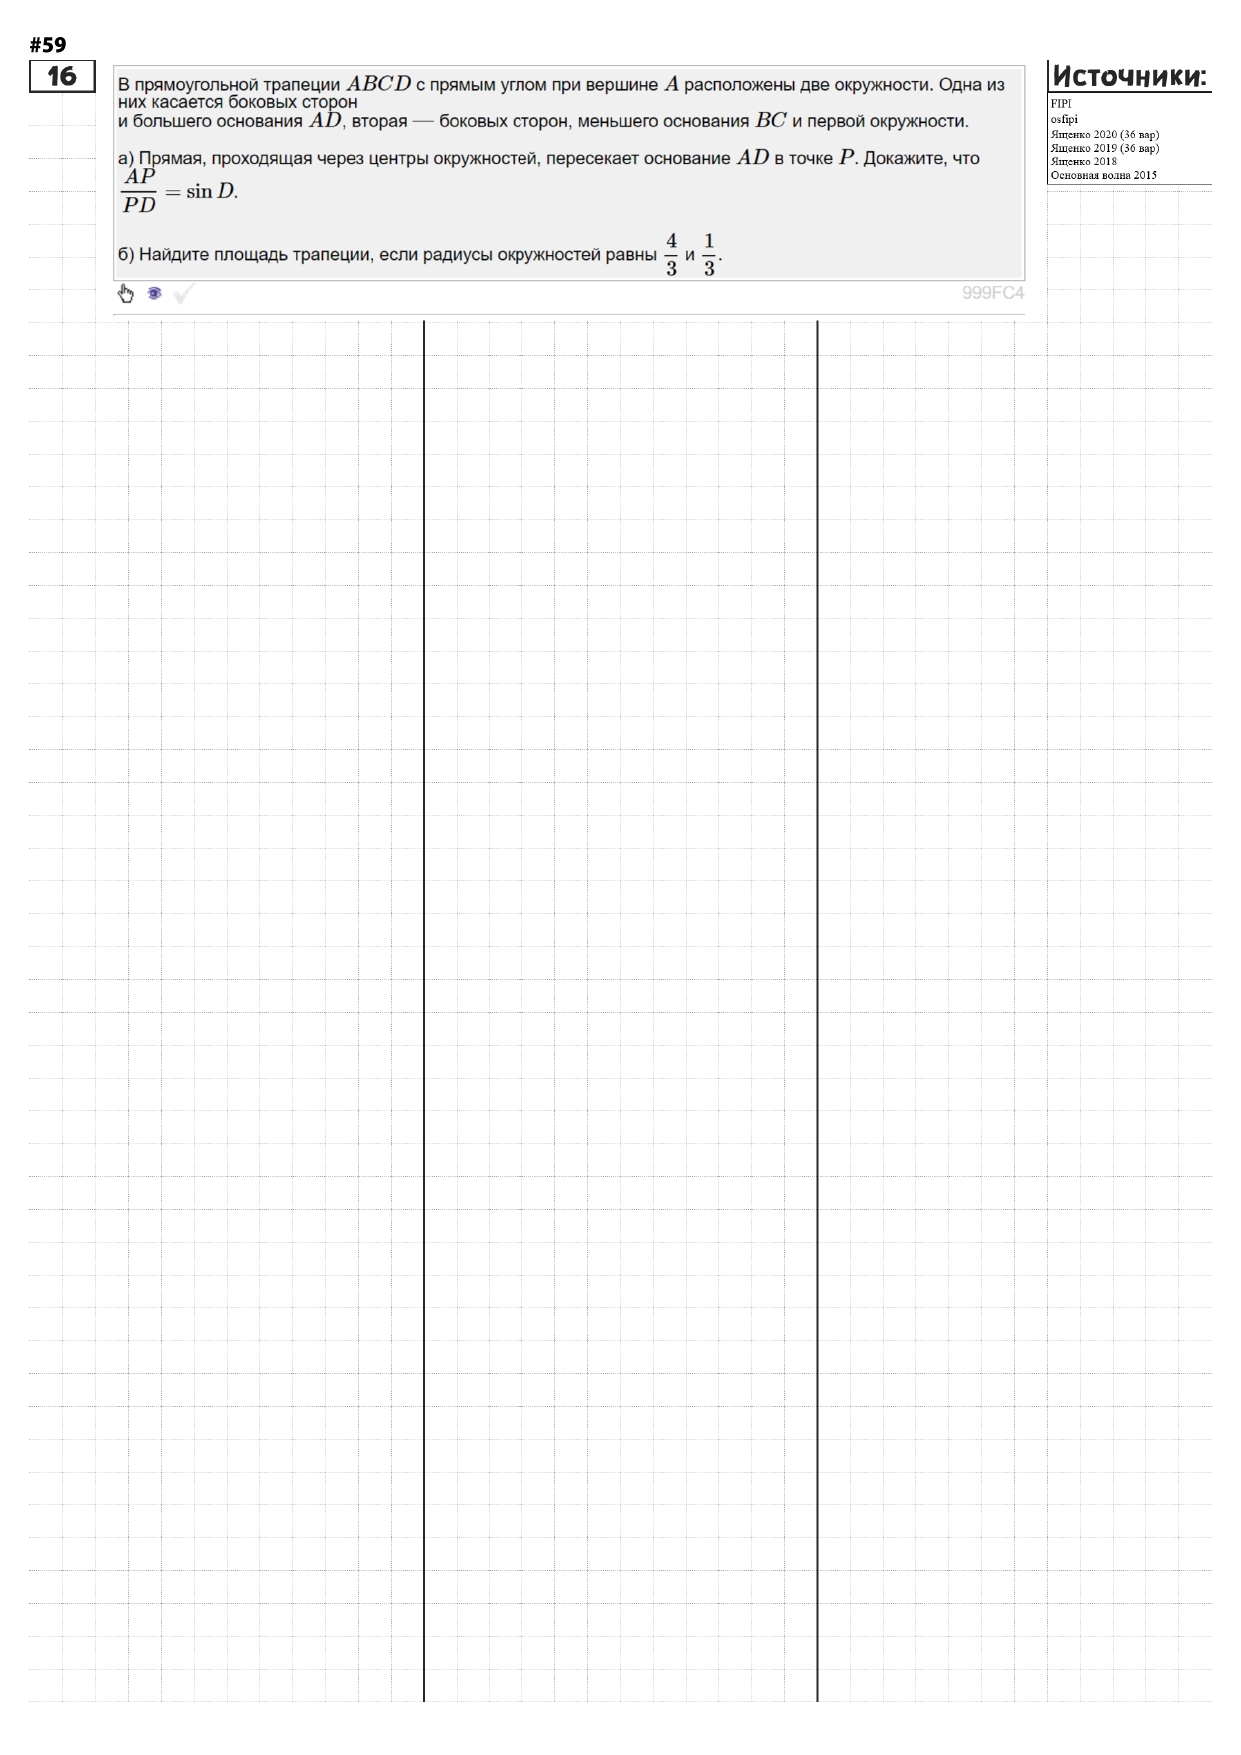 #59
16
В прямоугольной трапеции ABCD с прямым углом при вершине A расположены две окружности. Одна из
них касается боковых сторон
и большего основания AD, вторая — боковых сторон, меньшего основания BC и первой окружности.
а) Прямая, проходящая через центры окружностей, пересекает основание AD в точке P. Докажите, что
AP/PD = sin D.
б) Найдите площадь трапеции, если радиусы окружностей равны 4/3 и 1/3.
999FC4
Источники:
FIPI
osfipi
Ященко 2020 (36 вар)
Ященко 2019 (36 вар)
Ященко 2018
Основная волна 2015